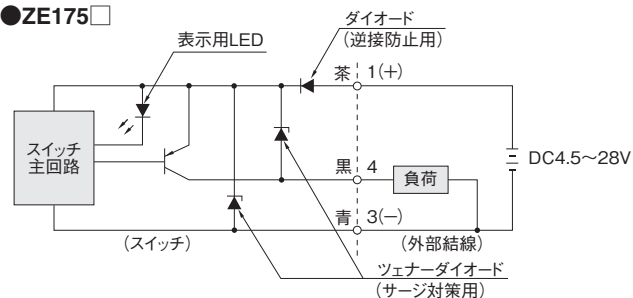 ●ZE175□
ダイオード
(逆接防止用)
表示用LED
茶 1(+)
スイッチ
主回路
黒 4
負荷
DC4.5～28V
青 3(−)
(スイッチ)
(外部結線)
ツェナーダイオード
(サージ対策用)